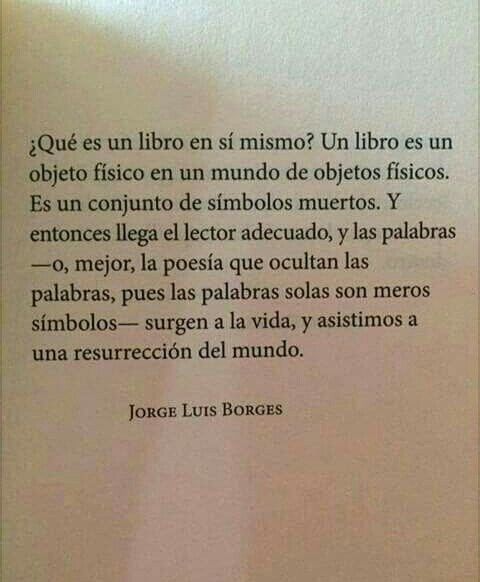 ¿Qué es un libro en sí mismo? Un libro es un
objeto físico en un mundo de objetos físicos.
Es un conjunto de símbolos muertos. Y
entonces llega el lector adecuado, y las palabras
—o, mejor, la poesía que ocultan las
palabras, pues las palabras solas son meros
símbolos— surgen a la vida, y asistimos a
una resurrección del mundo.
JORGE LUIS BORGES